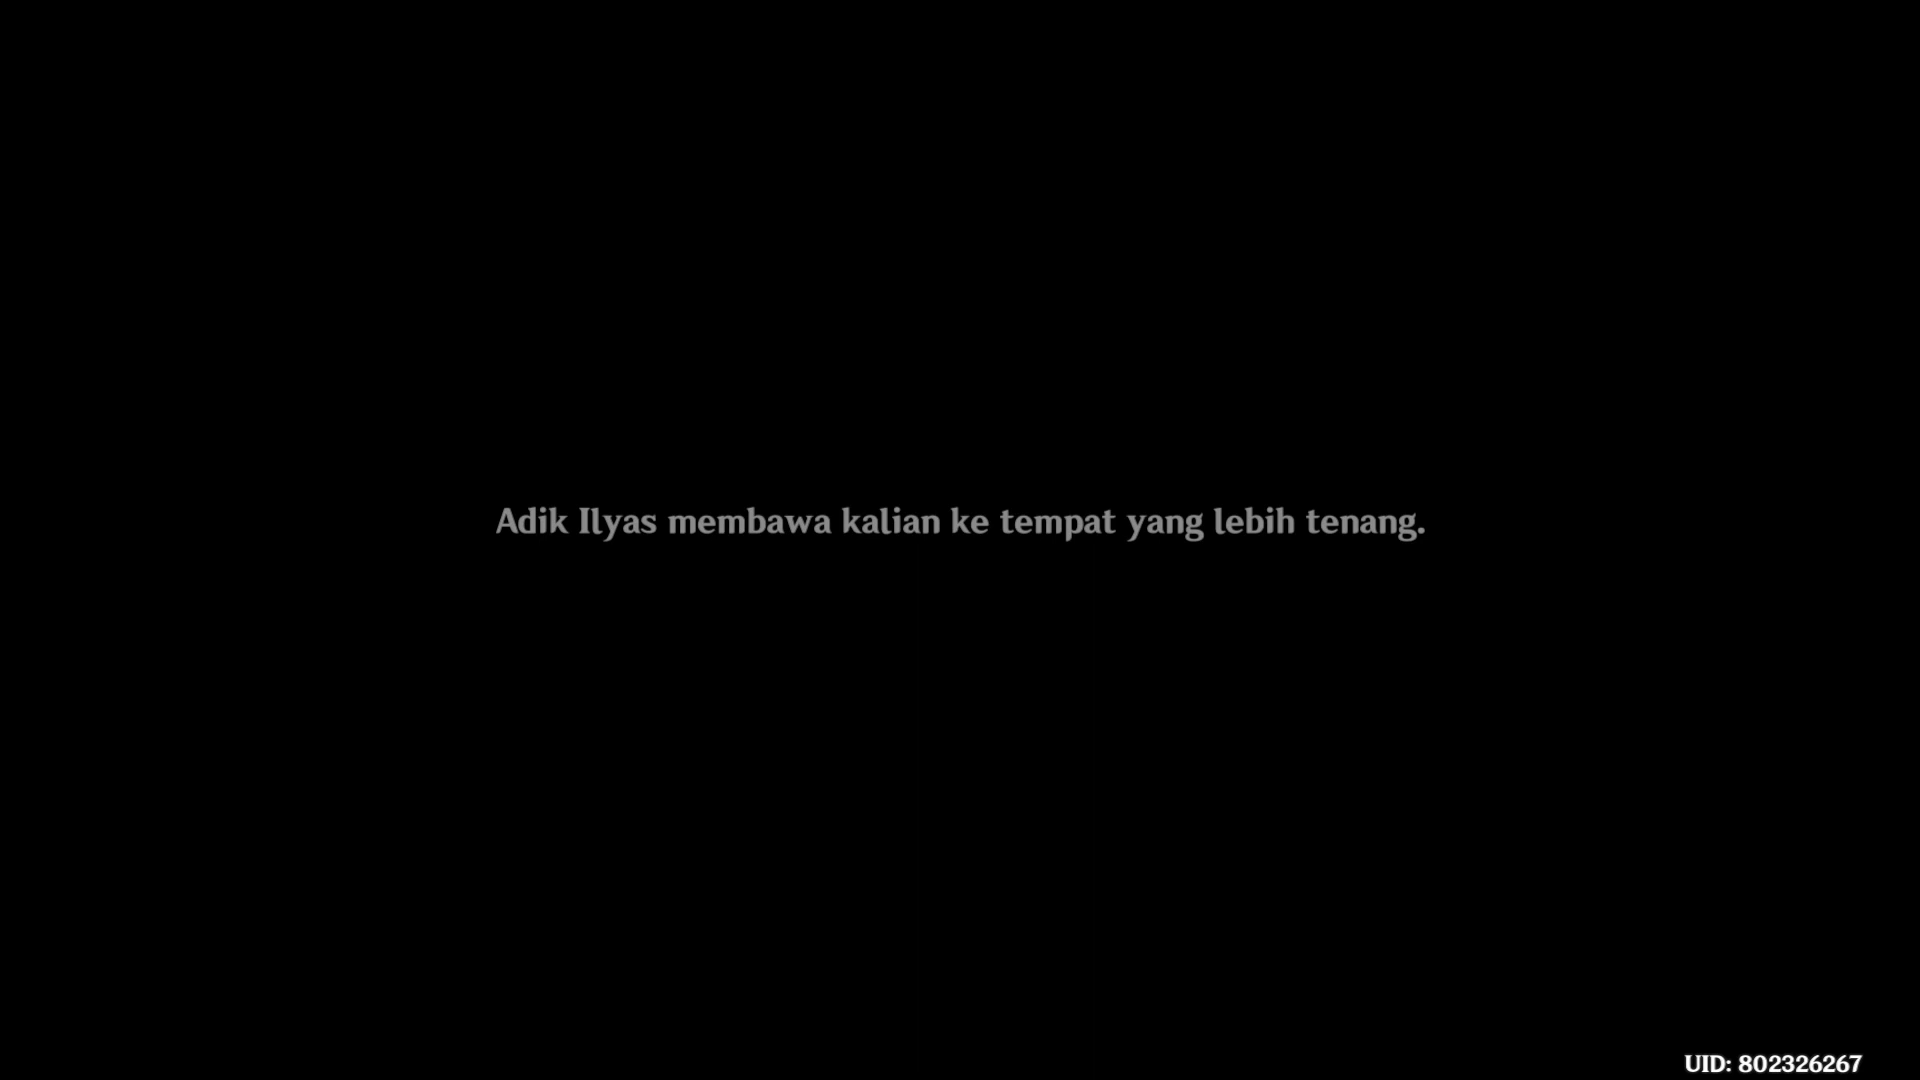 Adik Ilyas membawa kalian ke tempat yang lebih tenang.
UID: 802326267